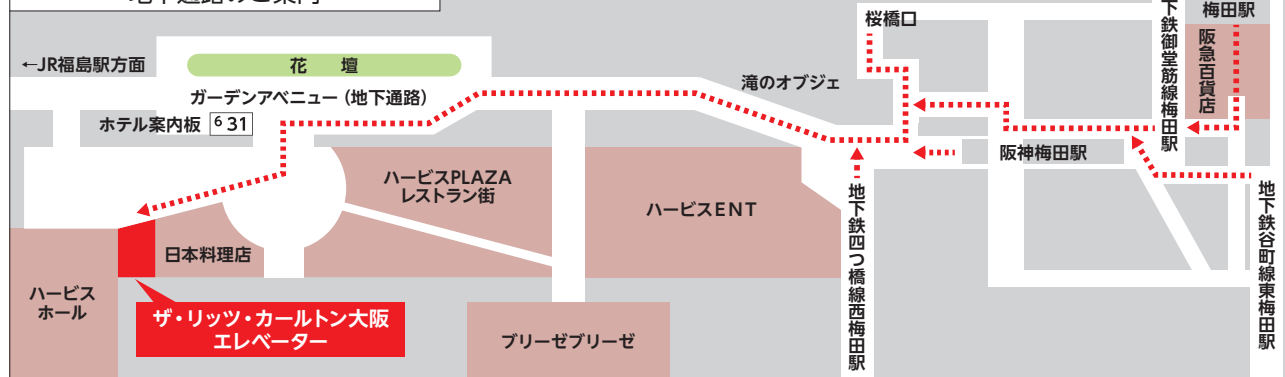 地下通路のご案内
←JR福島駅方面
花　壇
ガーデンアベニュー（地下通路）
ホテル案内板 6 31
滝のオブジェ
桜橋口
下鉄御堂筋線梅田駅
梅田駅
阪急百貨店
阪神梅田駅
ハービスPLAZA
レストラン街
ハービスENT
日本料理店
ハービス
ホール
ザ・リッツ・カールトン大阪
エレベーター
ブリーゼブリーゼ
地下鉄四つ橋線西梅田駅
地下鉄谷町線東梅田駅